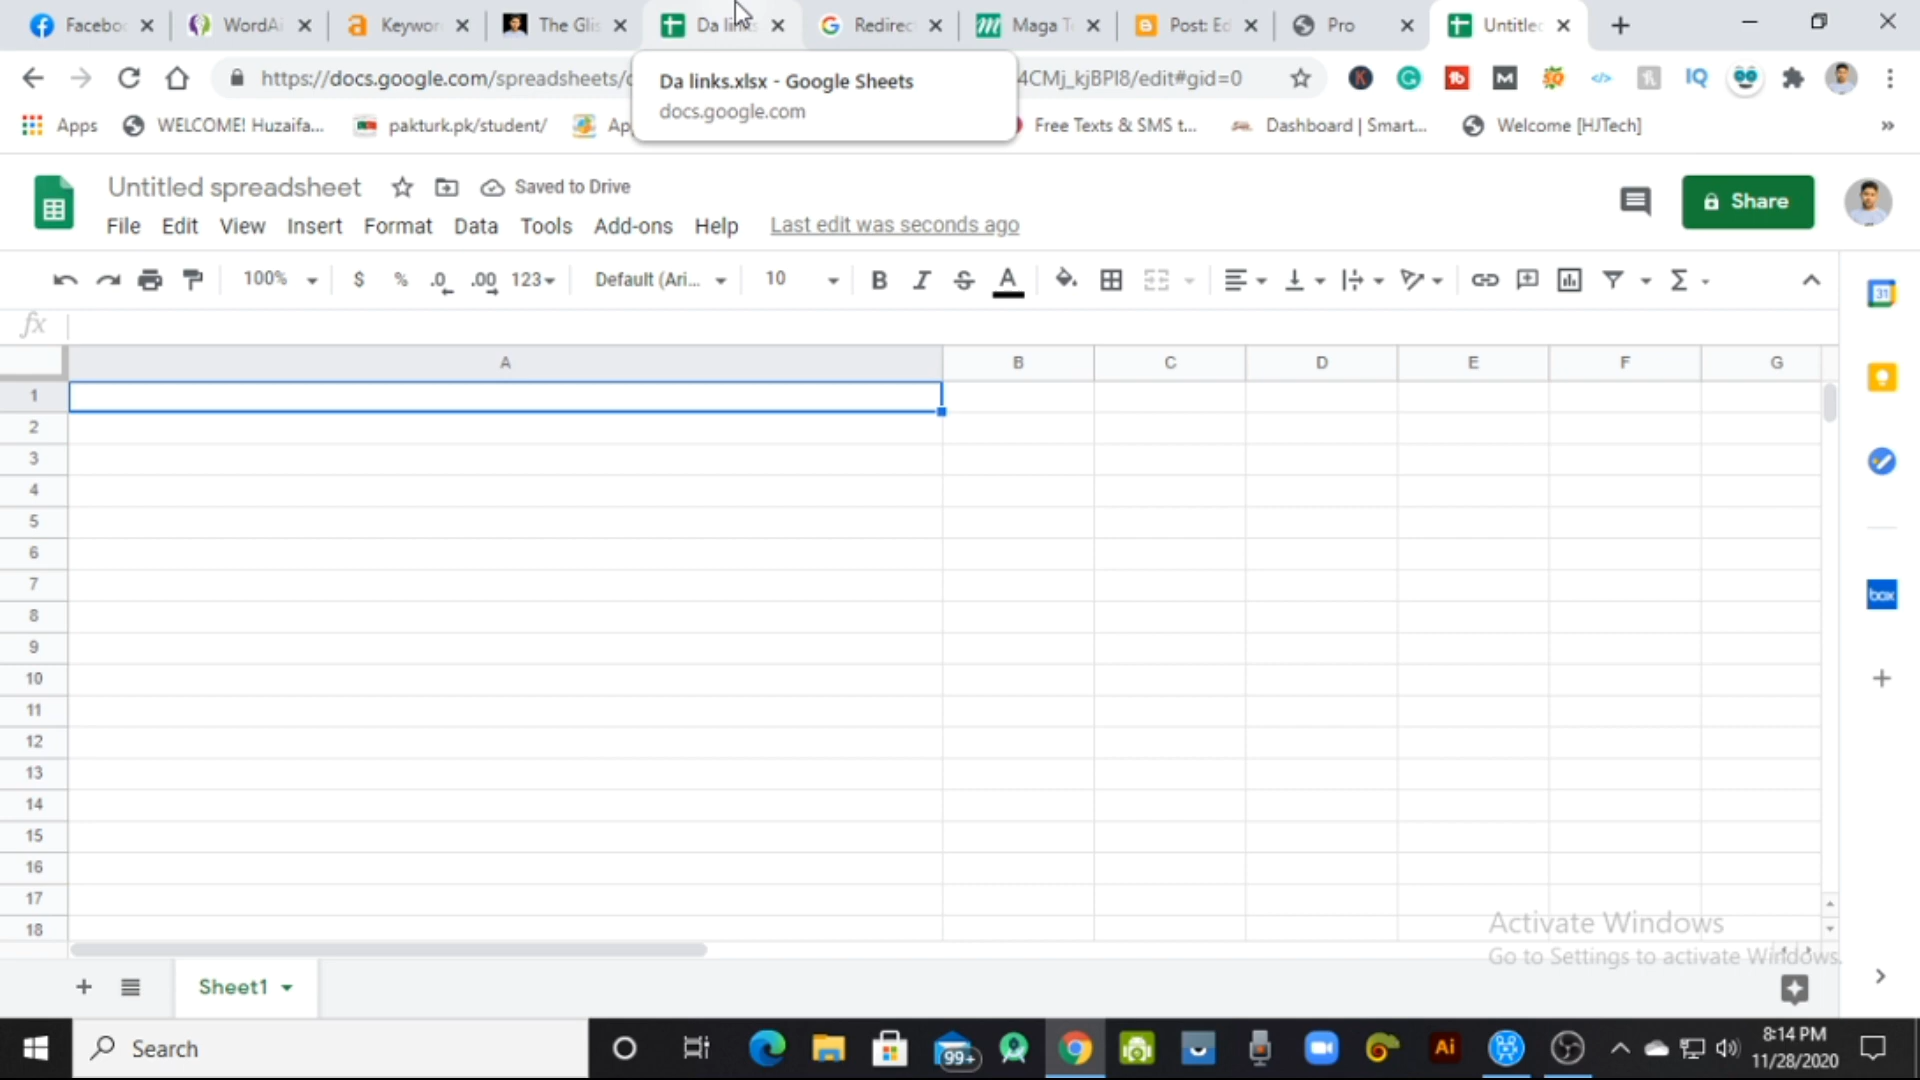 Facebo WordAi Keywor The Glis Da links Redirec Maga T Post: Ed Pro Untitle
https://docs.google.com/spreadsheets/ 4CMj_kjBPI8/edit#gid=0
Da links.xlsx - Google Sheets
docs.google.com
Apps WELCOME! Huzaifa... pakturk.pk/student/ Free Texts & SMS t... Dashboard | Smart... Welcome [HJTech]
Untitled spreadsheet Saved to Drive
Share
File Edit View Insert Format Data Tools Add-ons Help Last edit was seconds ago
100% $ % .0 .00 123 Default (Ari... 10 B I S A
fx
A B C D E F G
1
2
3
4
5
6
7
8
9
10
11
12
13
14
15
16
17
18
box
Activate Windows
Go to Settings to activate Windows.
Sheet1
Search
99+
Ai
8:14 PM
11/28/2020